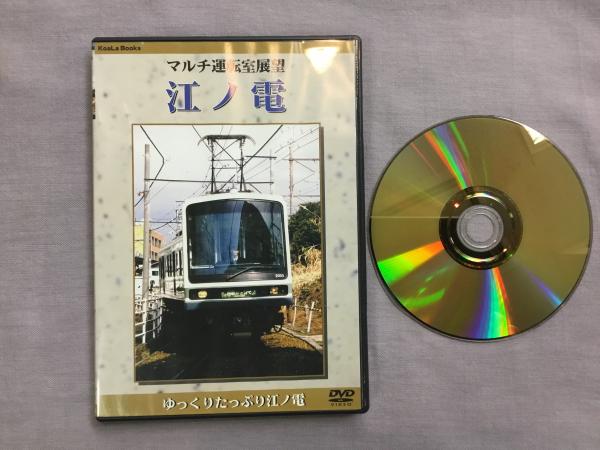 KoaLa Books
マルチ運転室展望
江ノ電
ゆっくりたっぷり江ノ電
DVD
VIDEO